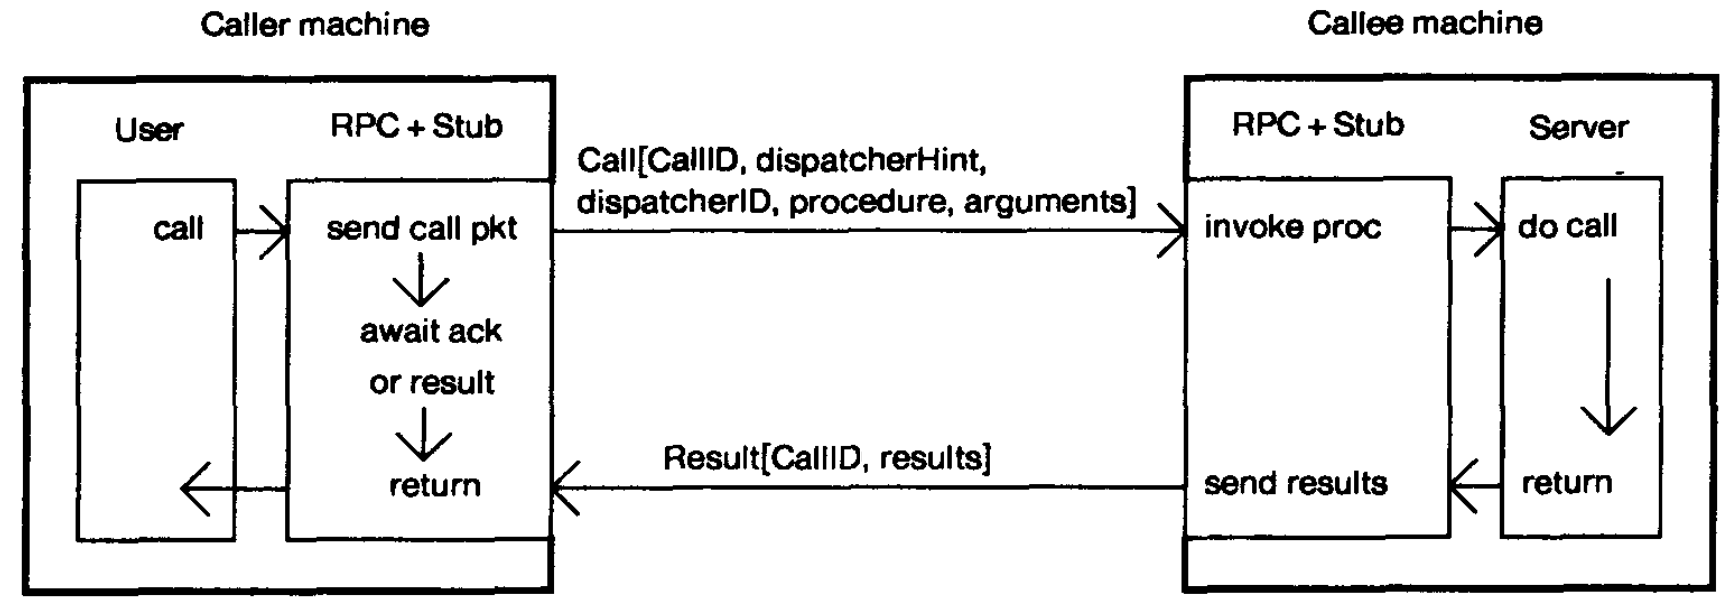 Caller machine
Callee machine
User
RPC + Stub
Call[CallID, dispatcherHint,
dispatcherID, procedure, arguments]
RPC + Stub
Server
call
send call pkt
invoke proc
do call
await ack
or result
Result[CallID, results]
return
send results
return